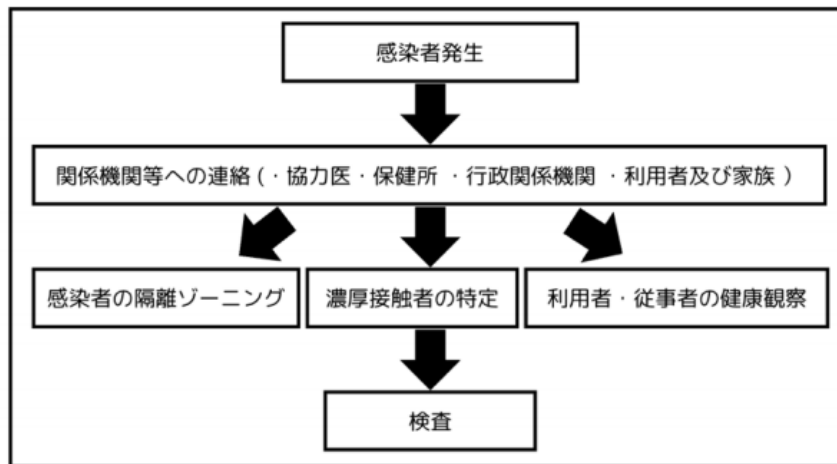 感染者発生
関係機関等への連絡 (・協力医・保健所 ・行政関係機関 ・利用者及び家族 )
感染者の隔離ゾーニング
濃厚接触者の特定
利用者・従事者の健康観察
検査